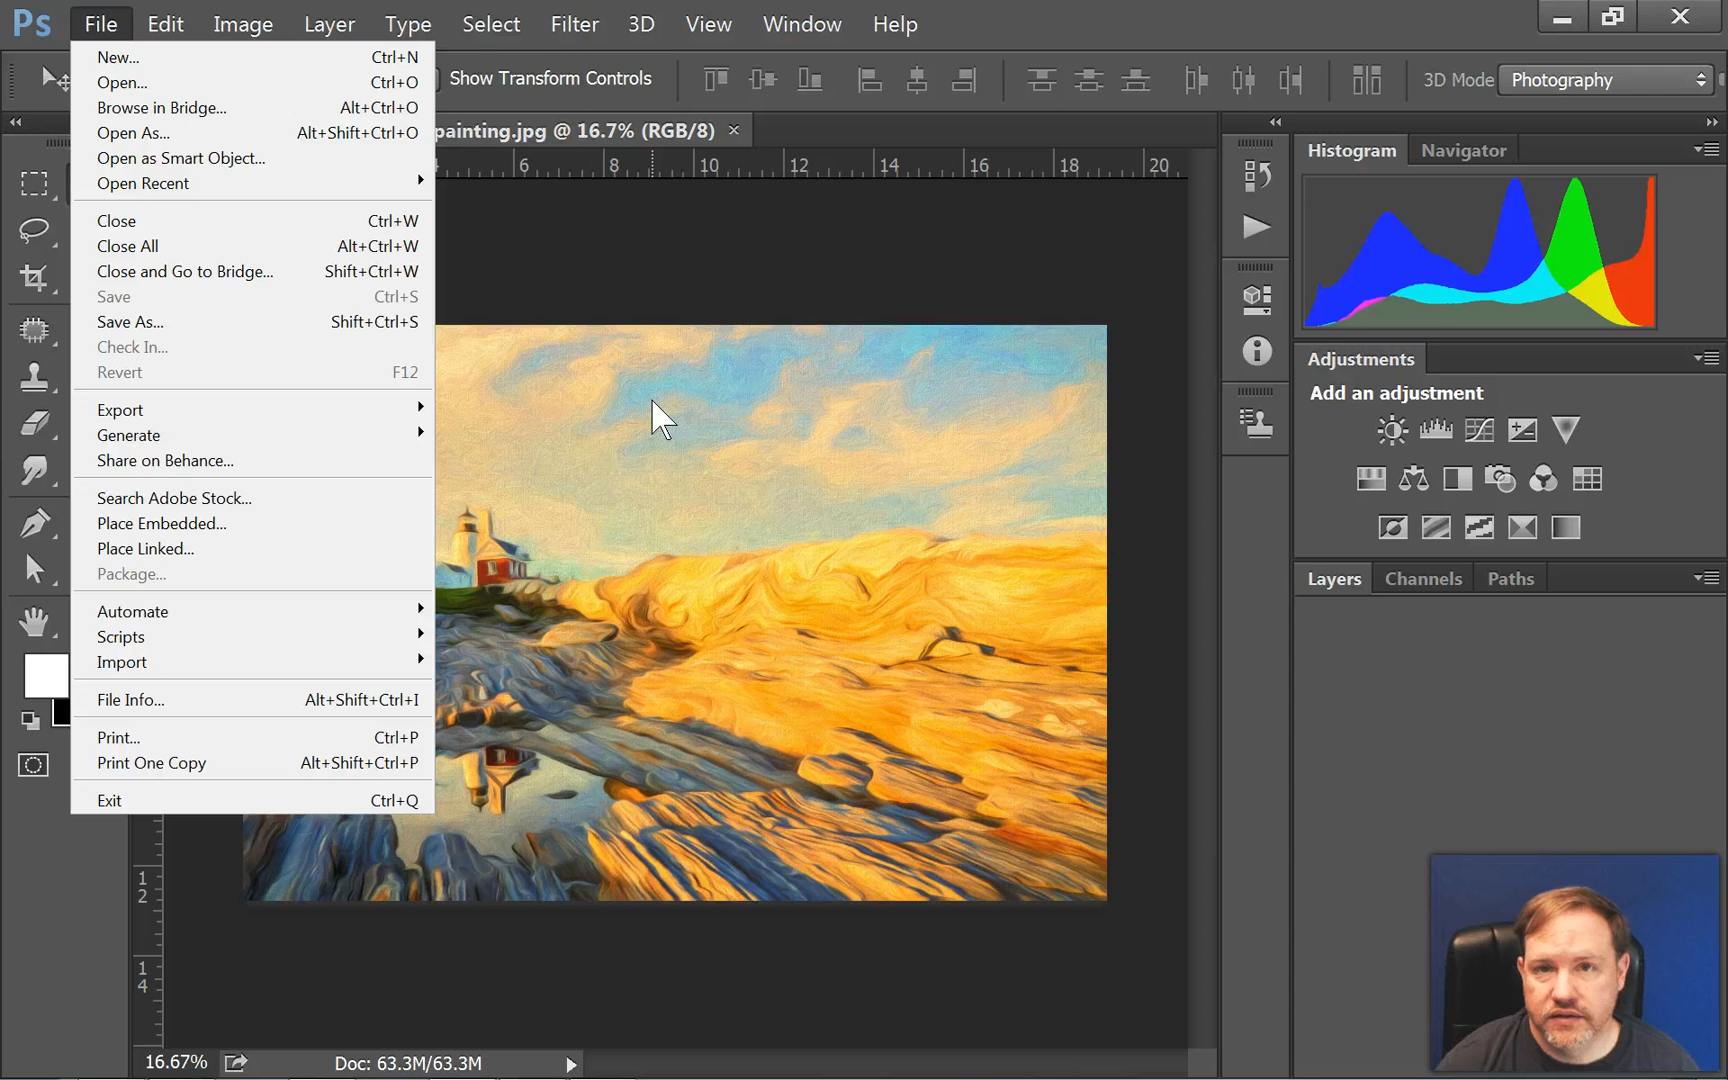 Ps File Edit Image Layer Type Select Filter 3D View Window Help
Show Transform Controls 3D Mode Photography
painting.jpg @ 16.7% (RGB/8) ×
6 8 10 12 14 16 18 20
New... Ctrl+N
Open... Ctrl+O
Browse in Bridge... Alt+Ctrl+O
Open As... Alt+Shift+Ctrl+O
Open as Smart Object...
Open Recent
Close Ctrl+W
Close All Alt+Ctrl+W
Close and Go to Bridge... Shift+Ctrl+W
Save Ctrl+S
Save As... Shift+Ctrl+S
Check In...
Revert F12
Export
Generate
Share on Behance...
Search Adobe Stock...
Place Embedded...
Place Linked...
Package...
Automate
Scripts
Import
File Info... Alt+Shift+Ctrl+I
Print... Ctrl+P
Print One Copy Alt+Shift+Ctrl+P
Exit Ctrl+Q
12
14
Histogram Navigator
Adjustments
Add an adjustment
Layers Channels Paths
16.67% Doc: 63.3M/63.3M